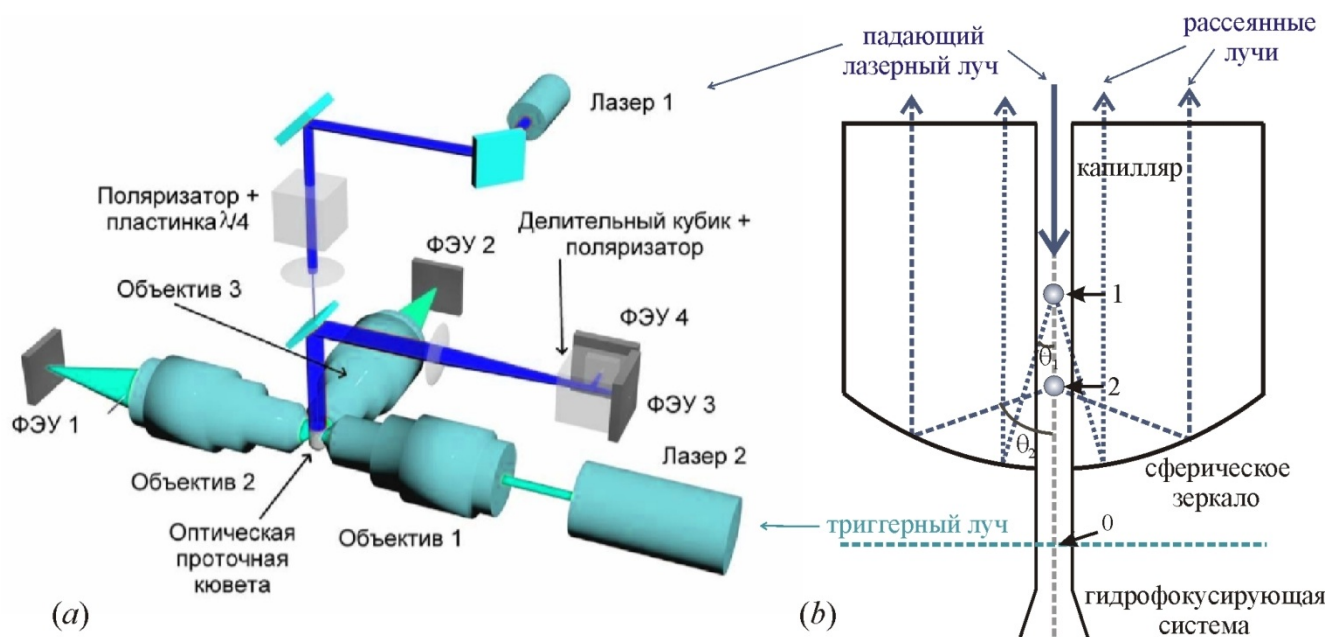 падающий
лазерный луч
Лазер 1
Поляризатор +
пластинка λ/4
ФЭУ 2
Делительный кубик +
поляризатор
Объектив 3
ФЭУ 4
ФЭУ 3
ФЭУ 1
Лазер 2
Объектив 2
Объектив 1
Оптическая
проточная
кювета
(a)
(b)
рассеянные
лучи
капилляр
1
θ1
2
θ2
сферическое
зеркало
триггерный луч
0
гидрофокусирующая
система